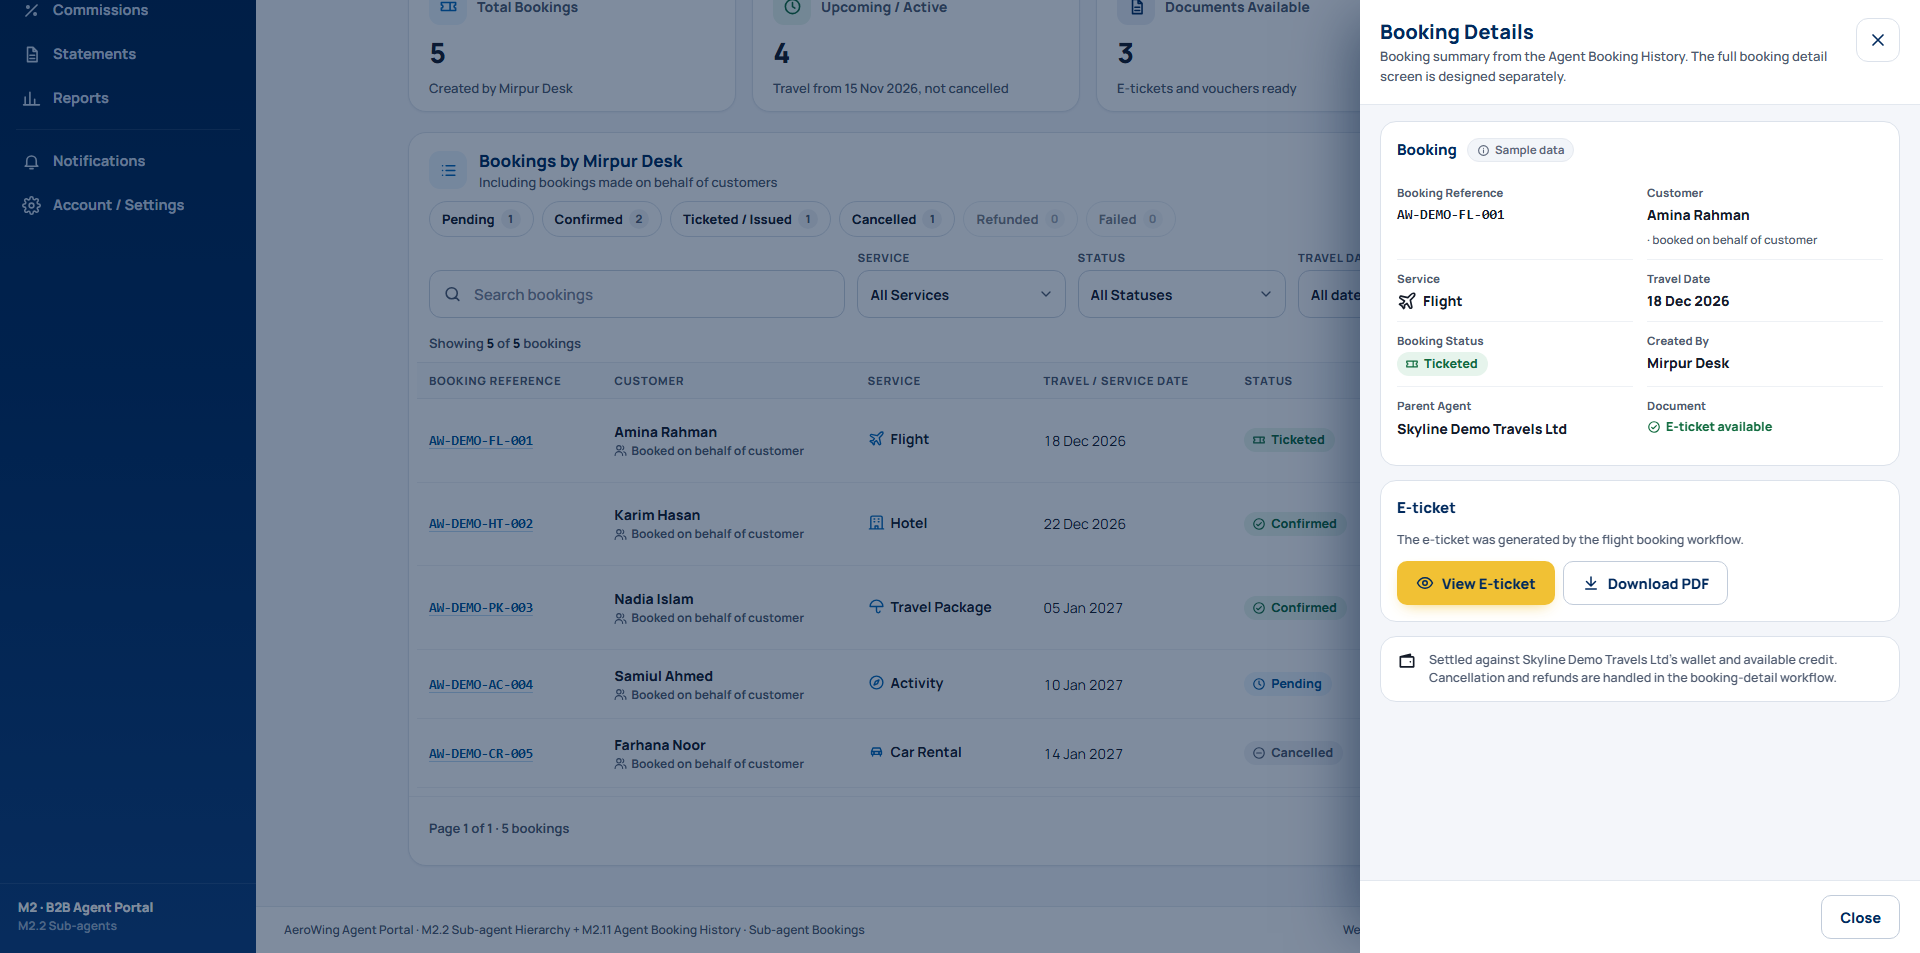 Commissions
Statements
Reports
Notifications
Account / Settings
M2 · B2B Agent Portal
M2.2 Sub-agents
Total Bookings
5
Created by Mirpur Desk
Upcoming / Active
4
Travel from 15 Nov 2026, not cancelled
Documents Available
3
E-tickets and vouchers ready
Bookings by Mirpur Desk
Including bookings made on behalf of customers
Pending 1 Confirmed 2 Ticketed / Issued 1 Cancelled 1 Refunded 0 Failed 0
SERVICE STATUS TRAVEL DA
Search bookings All Services All Statuses All date
Showing 5 of 5 bookings
BOOKING REFERENCE CUSTOMER SERVICE TRAVEL / SERVICE DATE STATUS
AW-DEMO-FL-001 Amina Rahman Flight 18 Dec 2026 Ticketed
Booked on behalf of customer
AW-DEMO-HT-002 Karim Hasan Hotel 22 Dec 2026 Confirmed
Booked on behalf of customer
AW-DEMO-PK-003 Nadia Islam Travel Package 05 Jan 2027 Confirmed
Booked on behalf of customer
AW-DEMO-AC-004 Samiul Ahmed Activity 10 Jan 2027 Pending
Booked on behalf of customer
AW-DEMO-CR-005 Farhana Noor Car Rental 14 Jan 2027 Cancelled
Booked on behalf of customer
Page 1 of 1 · 5 bookings
AeroWing Agent Portal · M2.2 Sub-agent Hierarchy + M2.11 Agent Booking History · Sub-agent Bookings We
Booking Details
Booking summary from the Agent Booking History. The full booking detail
screen is designed separately.
Booking Sample data
Booking Reference
AW-DEMO-FL-001
Customer
Amina Rahman
· booked on behalf of customer
Service
Flight
Travel Date
18 Dec 2026
Booking Status
Ticketed
Created By
Mirpur Desk
Parent Agent
Skyline Demo Travels Ltd
Document
E-ticket available
E-ticket
The e-ticket was generated by the flight booking workflow.
View E-ticket Download PDF
Settled against Skyline Demo Travels Ltd's wallet and available credit.
Cancellation and refunds are handled in the booking-detail workflow.
Close